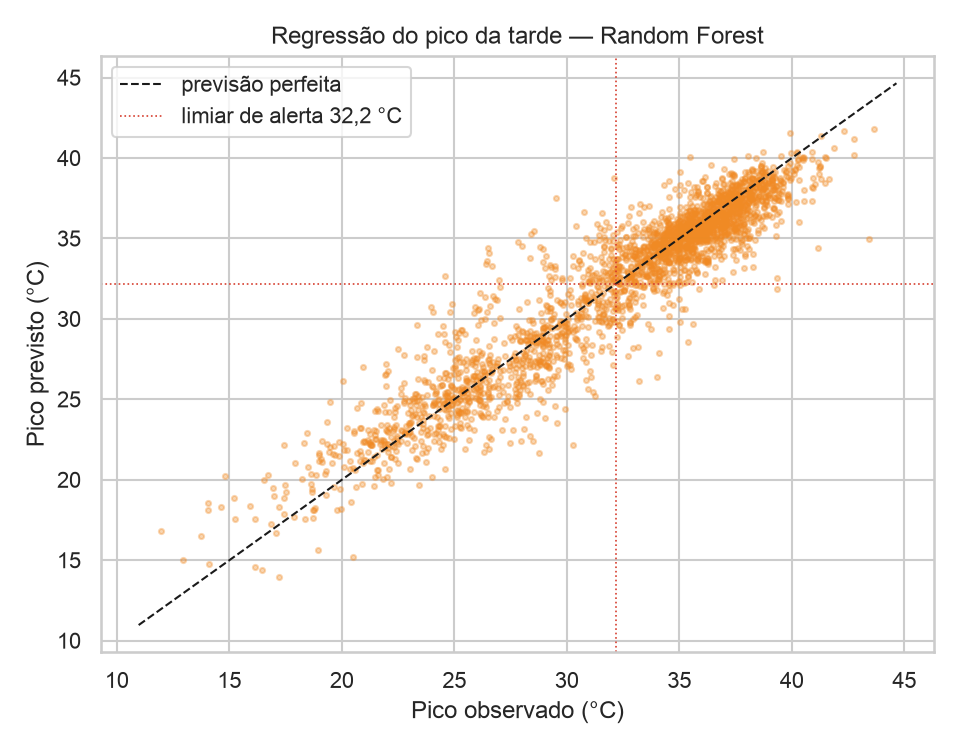 Regressão do pico da tarde — Random Forest
previsão perfeita
limiar de alerta 32,2 °C
Pico previsto (°C)
45
40
35
30
25
20
15
10
10 15 20 25 30 35 40 45
Pico observado (°C)